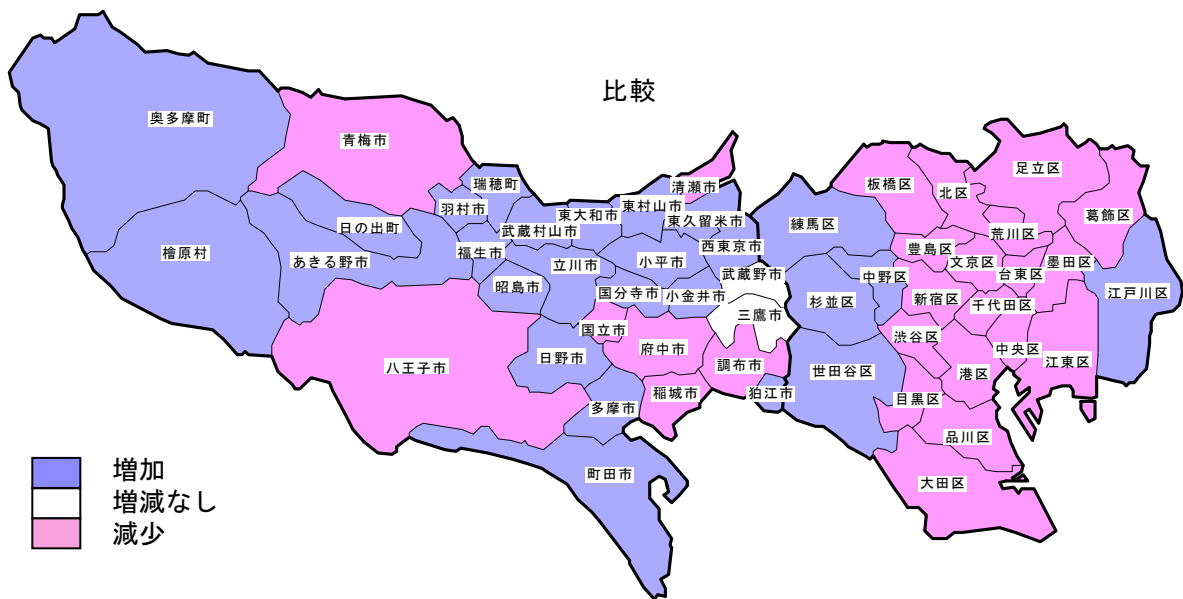 比較
奥多摩町
青梅市
瑞穂町
羽村市
日の出町
檜原村
あきる野市
福生市
武蔵村山市
東大和市
東村山市
清瀬市
東久留米市
西東京市
立川市
小平市
昭島市
国分寺市
小金井市
武蔵野市
三鷹市
国立市
日野市
府中市
調布市
八王子市
多摩市
稲城市
狛江市
町田市
練馬区
板橋区
北区
足立区
葛飾区
荒川区
豊島区
文京区
台東区
墨田区
江戸川区
中野区
杉並区
新宿区
千代田区
渋谷区
中央区
江東区
世田谷区
港区
目黒区
品川区
大田区
増加
増減なし
減少